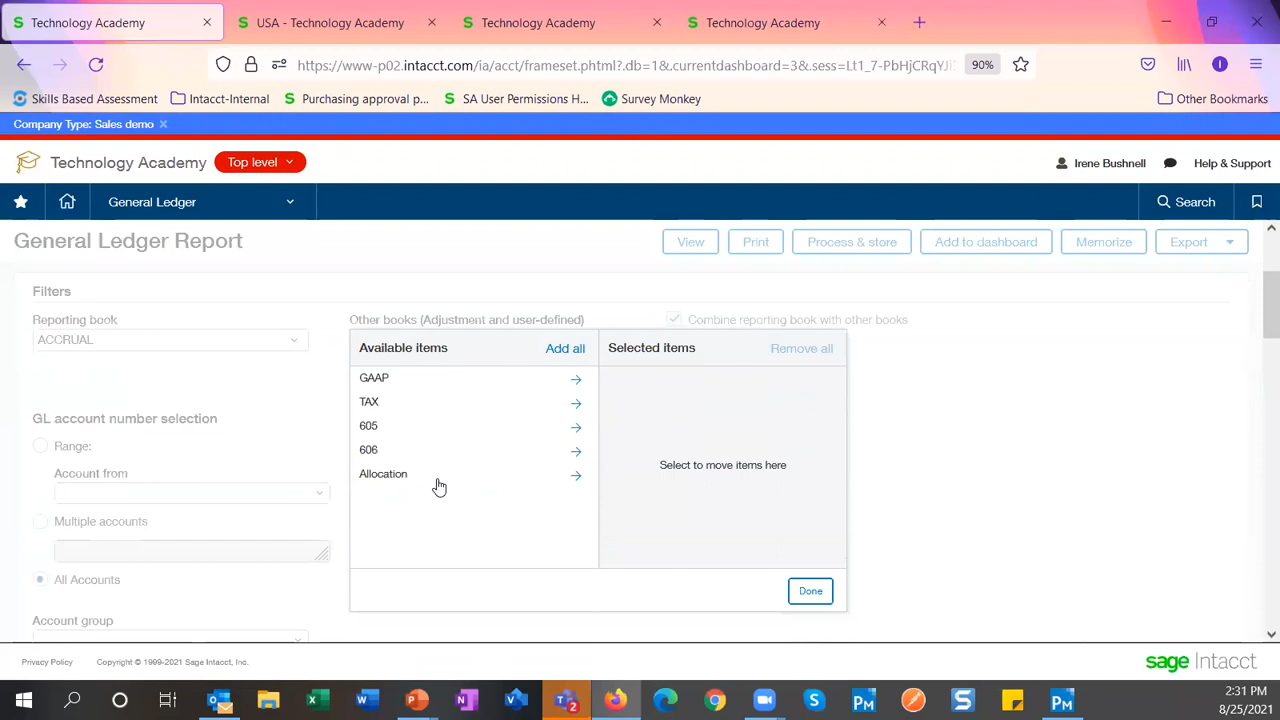 Technology Academy
USA - Technology Academy
Technology Academy
Technology Academy
https://www-p02.intacct.com/ia/acct/frameset.phtml?.db=1&.currentdashboard=3&.sess=Lt1_7-PbHjCRqYJi
90%
Skills Based Assessment
Intacct-Internal
Purchasing approval p...
SA User Permissions H...
Survey Monkey
Other Bookmarks
Company Type: Sales demo
Technology Academy
Top level
Irene Bushnell
Help & Support
General Ledger
Search
General Ledger Report
View
Print
Process & store
Add to dashboard
Memorize
Export
Filters
Reporting book
Other books (Adjustment and user-defined)
Combine reporting book with other books
ACCRUAL
Available items
Add all
Selected items
Remove all
GAAP
TAX
605
606
Allocation
Select to move items here
Done
GL account number selection
Range:
Account from
Multiple accounts
All Accounts
Account group
Privacy Policy
Copyright © 1999-2021 Sage Intacct, Inc.
sage Intacct
2:31 PM
8/25/2021